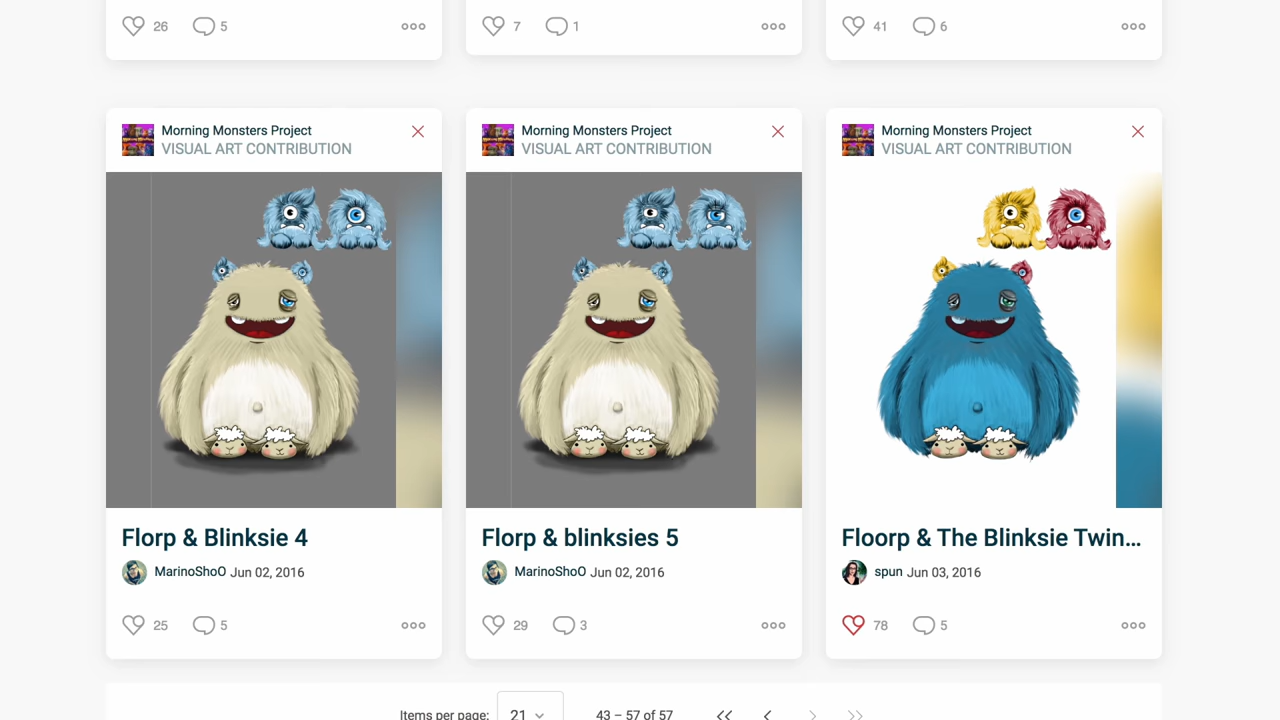 26 5
7 1
41 6
Morning Monsters Project
VISUAL ART CONTRIBUTION
Morning Monsters Project
VISUAL ART CONTRIBUTION
Morning Monsters Project
VISUAL ART CONTRIBUTION
Florp & Blinksie 4
MarinoShoO Jun 02, 2016
25 5
Florp & blinksies 5
MarinoShoO Jun 02, 2016
29 3
Floorp & The Blinksie Twin...
spun Jun 03, 2016
78 5
Items per page: 21 43 – 57 of 57